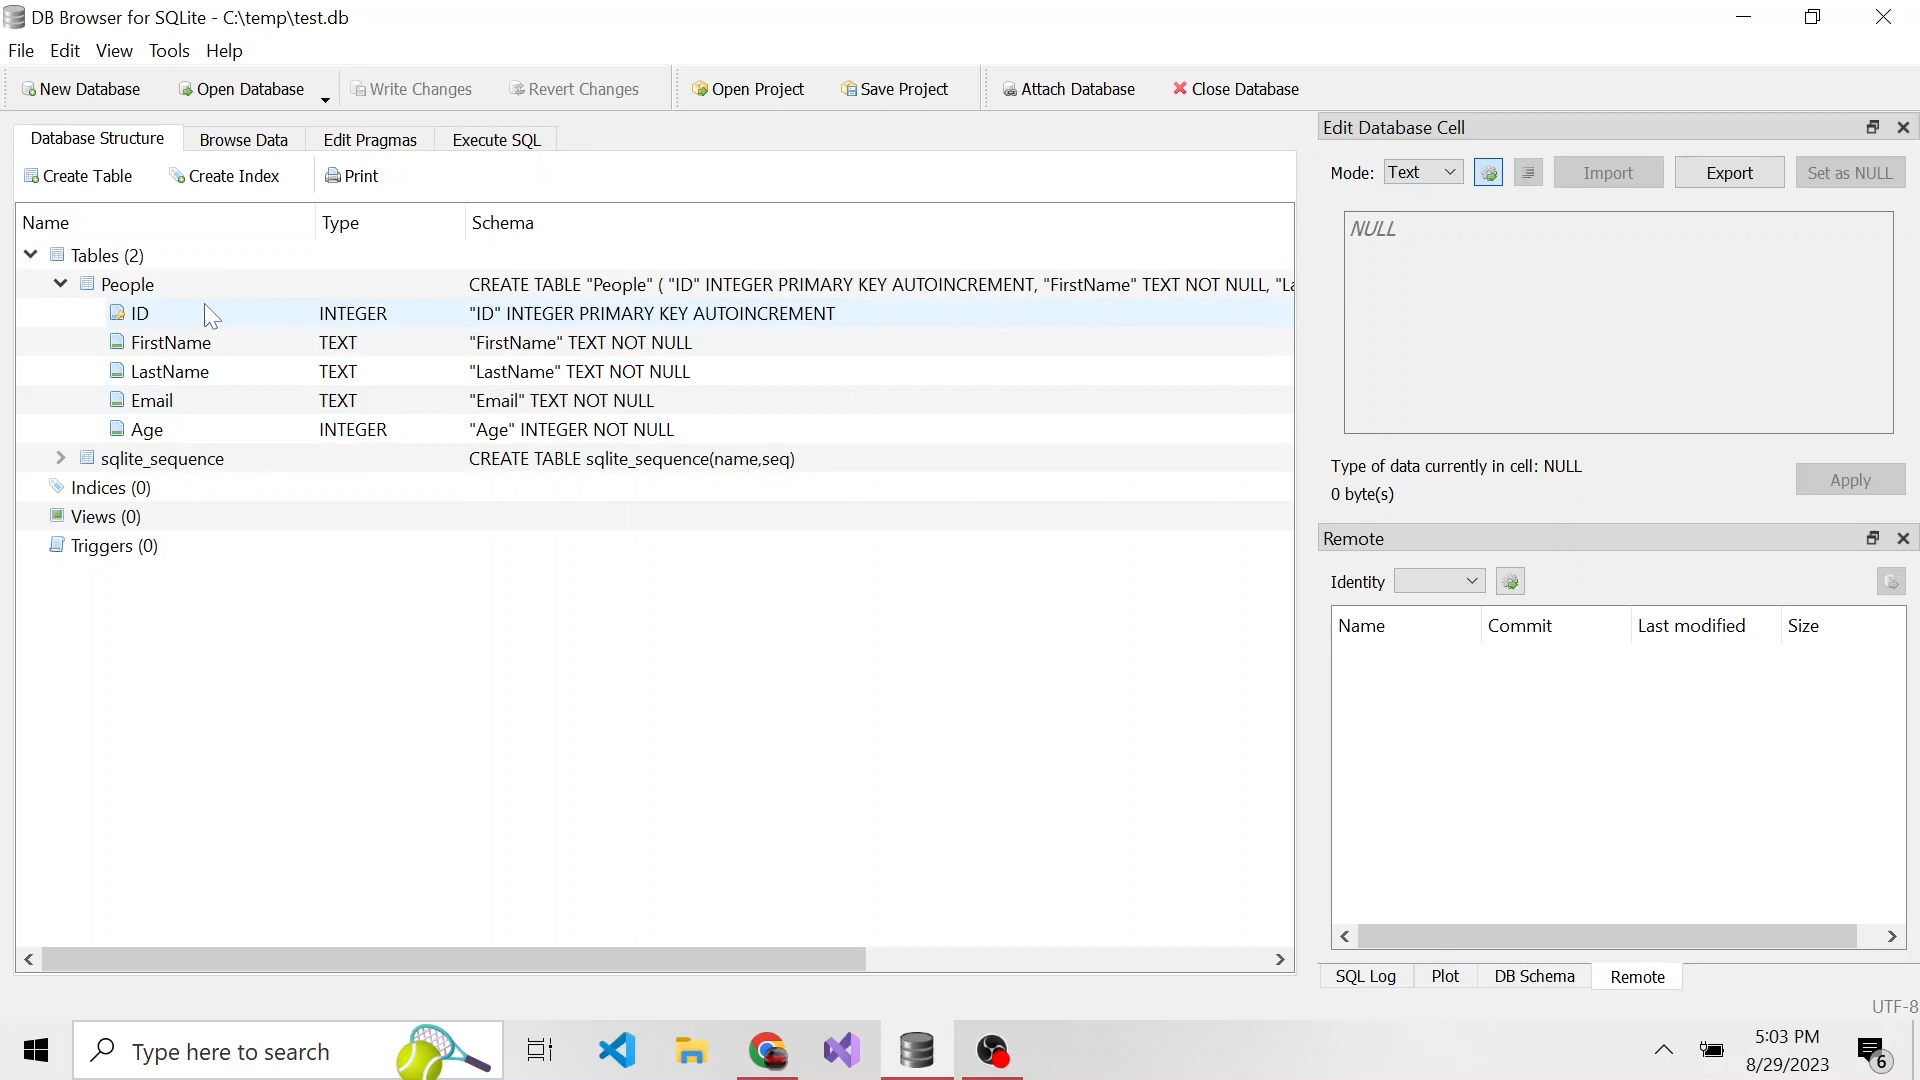 DB Browser for SQLite - C:\temp\test.db
File Edit View Tools Help
New Database Open Database Write Changes Revert Changes Open Project Save Project Attach Database Close Database
Database Structure Browse Data Edit Pragmas Execute SQL
Create Table Create Index Print
Name Type Schema
Tables (2)
People CREATE TABLE "People" ( "ID" INTEGER PRIMARY KEY AUTOINCREMENT, "FirstName" TEXT NOT NULL, "La
ID INTEGER "ID" INTEGER PRIMARY KEY AUTOINCREMENT
FirstName TEXT "FirstName" TEXT NOT NULL
LastName TEXT "LastName" TEXT NOT NULL
Email TEXT "Email" TEXT NOT NULL
Age INTEGER "Age" INTEGER NOT NULL
sqlite_sequence CREATE TABLE sqlite_sequence(name,seq)
Indices (0)
Views (0)
Triggers (0)
Edit Database Cell
Mode: Text Import Export Set as NULL
NULL
Type of data currently in cell: NULL
0 byte(s)
Apply
Remote
Identity
Name Commit Last modified Size
SQL Log Plot DB Schema Remote
UTF-8
Type here to search
5:03 PM
8/29/2023
6